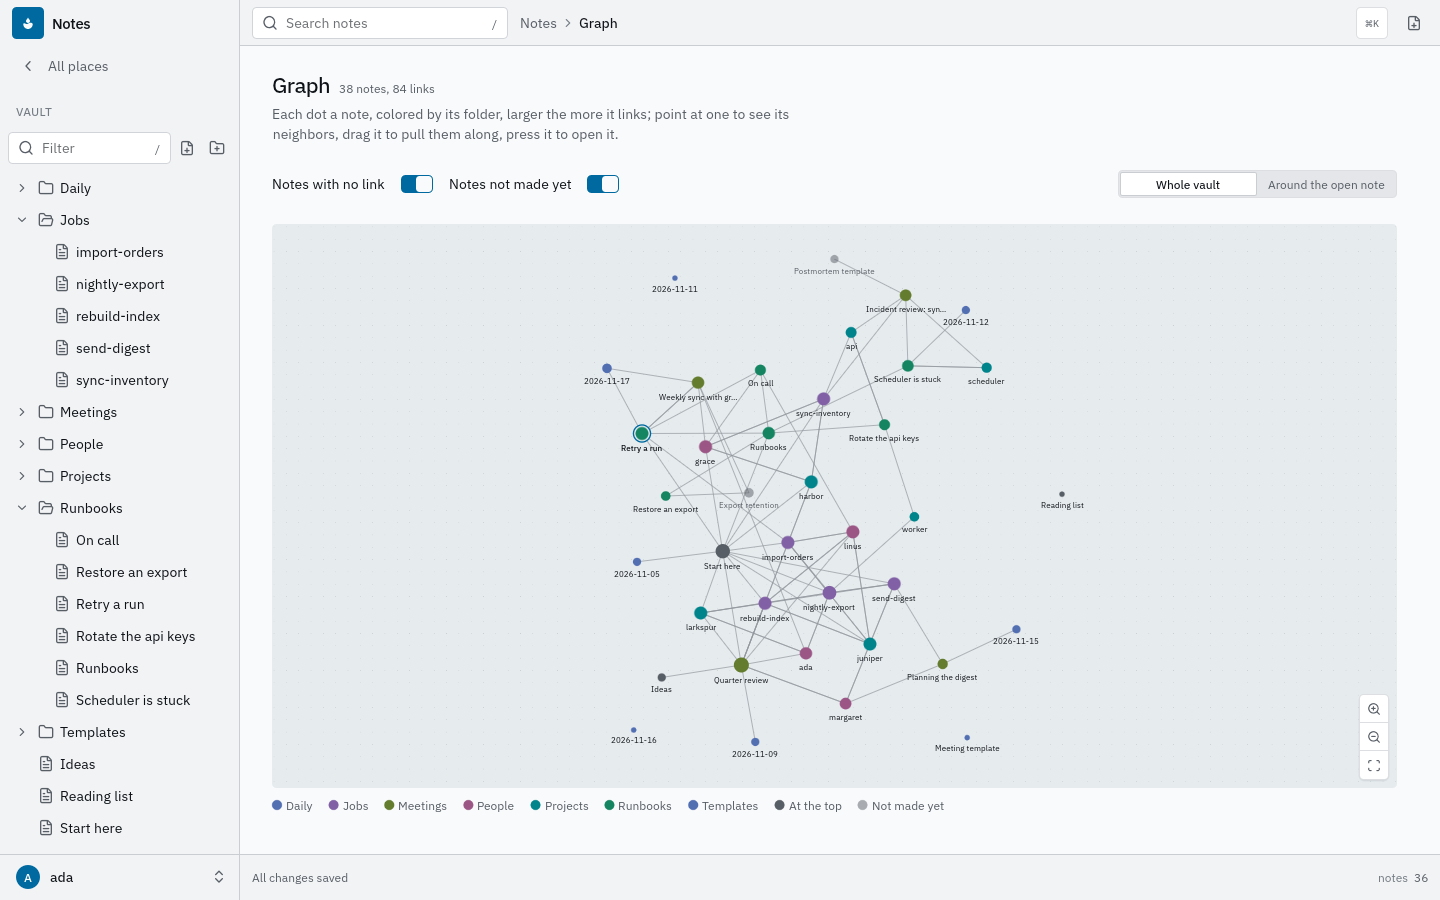 Notes
All places
VAULT
Filter /
Daily
Jobs
import-orders
nightly-export
rebuild-index
send-digest
sync-inventory
Meetings
People
Projects
Runbooks
On call
Restore an export
Retry a run
Rotate the api keys
Runbooks
Scheduler is stuck
Templates
Ideas
Reading list
Start here
A ada
Search notes /
Notes > Graph
⌘K
Graph 38 notes, 84 links
Each dot a note, colored by its folder, larger the more it links; point at one to see its
neighbors, drag it to pull them along, press it to open it.
Notes with no link
Notes not made yet
Whole vault
Around the open note
Postmortem template
2026-11-11
Incident review: syn...
2026-11-12
api
2026-11-17
On call
Scheduler is stuck
scheduler
Weekly sync with gr...
sync-inventory
Retry a run
grace
Runbooks
Rotate the api keys
harbor
Restore an export
Export retention
Reading list
worker
linus
import-orders
Start here
2026-11-05
send-digest
nightly-export
rebuild-index
larkspur
2026-11-15
juniper
ada
Quarter review
Planning the digest
Ideas
margaret
2026-11-16
2026-11-09
Meeting template
Daily
Jobs
Meetings
People
Projects
Runbooks
Templates
At the top
Not made yet
All changes saved
notes 36